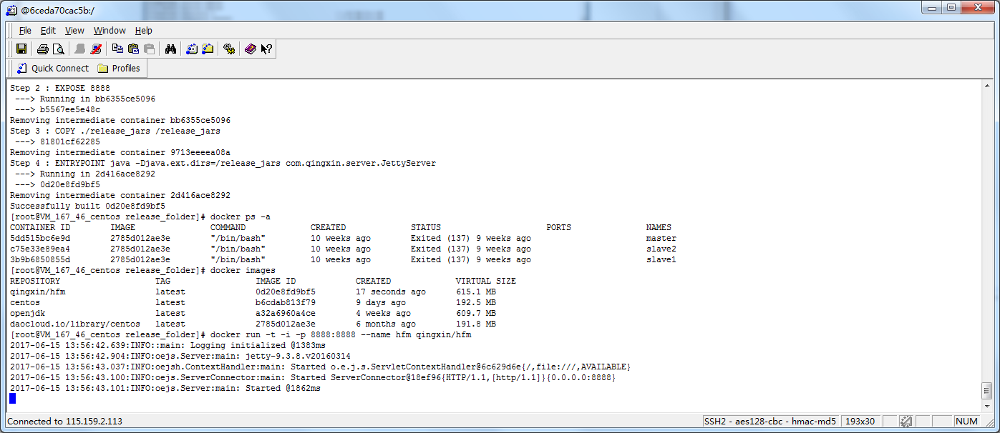 @6ceda70cac5b:/
File Edit View Window Help
Quick Connect Profiles
Step 2 : EXPOSE 8888
 ---> Running in bb6355ce5096
 ---> b5567ee5e48c
Removing intermediate container bb6355ce5096
Step 3 : COPY ./release_jars /release_jars
 ---> 81801cf62285
Removing intermediate container 9713eeeea08a
Step 4 : ENTRYPOINT java -Djava.ext.dirs=/release_jars com.qingxin.server.JettyServer
 ---> Running in 2d416ace8292
 ---> 0d20e8fd9bf5
Removing intermediate container 2d416ace8292
Successfully built 0d20e8fd9bf5
[root@VM_167_46_centos release_folder]# docker ps -a
CONTAINER ID        IMAGE               COMMAND             CREATED             STATUS                     PORTS               NAMES
5dd515bc6e9d        2785d012ae3e        "/bin/bash"         10 weeks ago        Exited (137) 9 weeks ago                       master
c75e33e89ea4        2785d012ae3e        "/bin/bash"         10 weeks ago        Exited (137) 9 weeks ago                       slave2
3b9b6850855d        2785d012ae3e        "/bin/bash"         10 weeks ago        Exited (137) 9 weeks ago                       slave1
[root@VM_167_46_centos release_folder]# docker images
REPOSITORY                   TAG                 IMAGE ID            CREATED             VIRTUAL SIZE
qingxin/hfm                  latest              0d20e8fd9bf5        17 seconds ago      615.1 MB
centos                       latest              b6cdab813f79        9 days ago          192.5 MB
openjdk                      latest              a32a6960a4ce        4 weeks ago         609.7 MB
daocloud.io/library/centos   latest              2785d012ae3e        6 months ago        191.8 MB
[root@VM_167_46_centos release_folder]# docker run -t -i -p 8888:8888 --name hfm qingxin/hfm
2017-06-15 13:56:42.639:INFO::main: Logging initialized @1383ms
2017-06-15 13:56:42.904:INFO:oejs.Server:main: jetty-9.3.8.v20160314
2017-06-15 13:56:43.037:INFO:oejsh.ContextHandler:main: Started o.e.j.s.ServletContextHandler@6c629d6e{/,file:///,AVAILABLE}
2017-06-15 13:56:43.100:INFO:oejs.ServerConnector:main: Started ServerConnector@18ef96{HTTP/1.1,[http/1.1]}{0.0.0.0:8888}
2017-06-15 13:56:43.101:INFO:oejs.Server:main: Started @1862ms
Connected to 115.159.2.113 SSH2 - aes128-cbc - hmac-md5 193x30 NUM